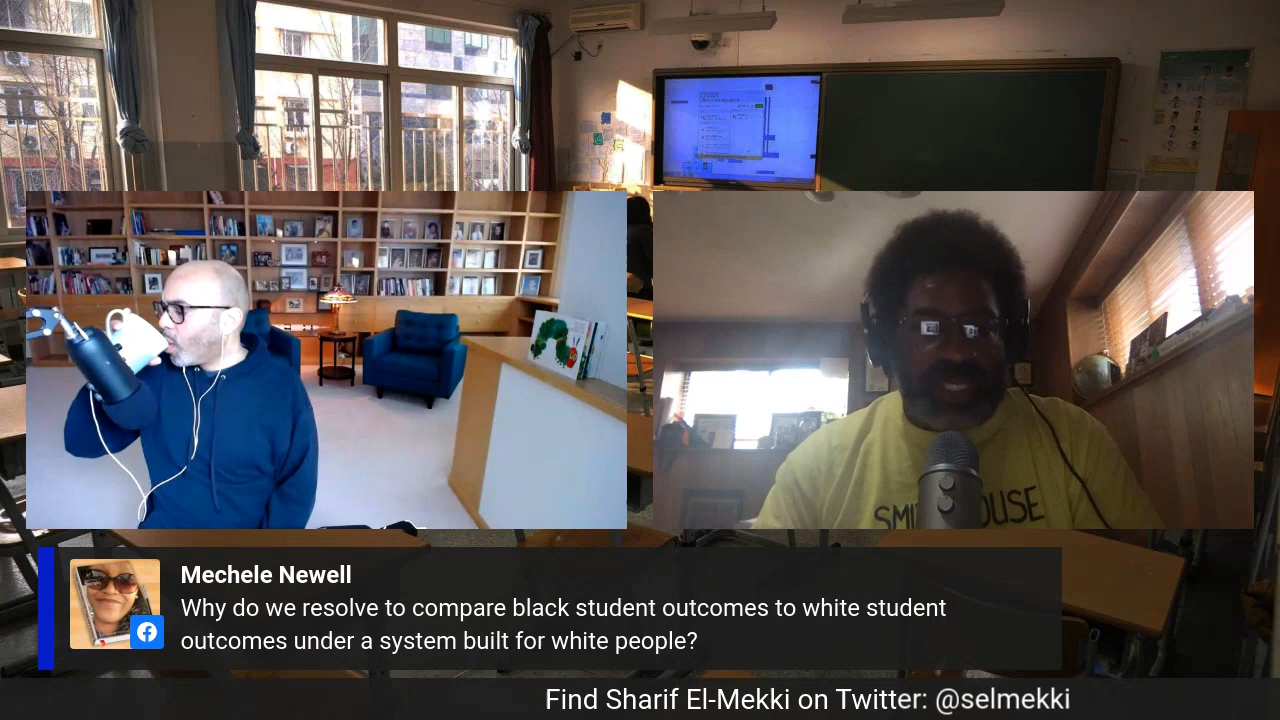 Mechele Newell
Why do we resolve to compare black student outcomes to white student
outcomes under a system built for white people?
Find Sharif El-Mekki on Twitter: @selmekki